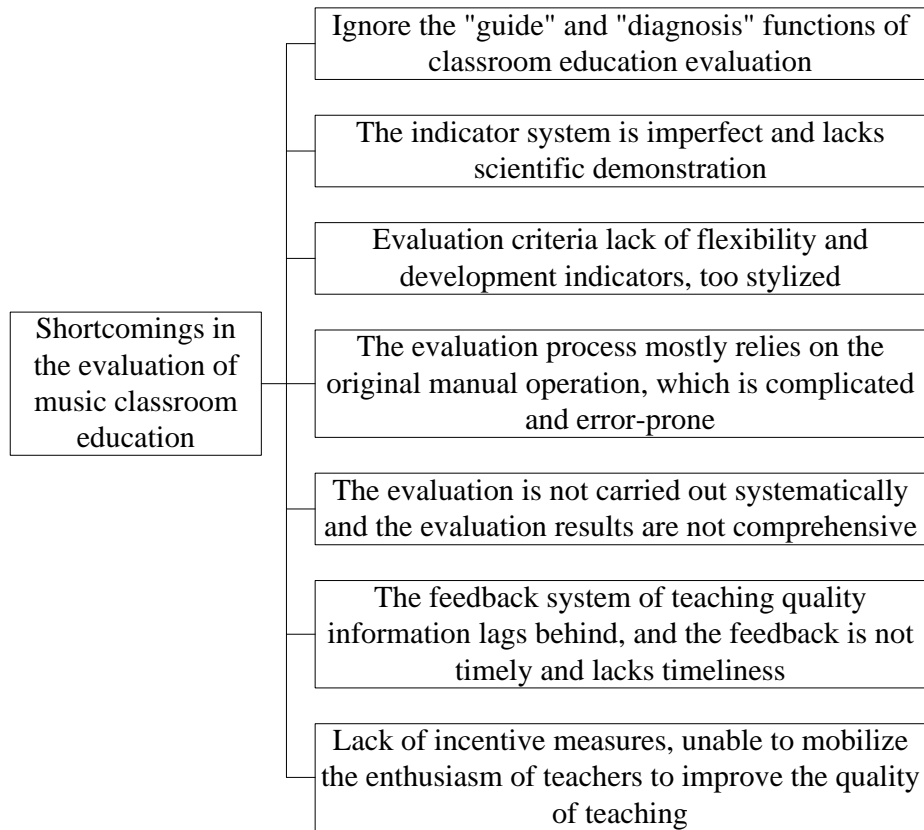 Ignore the "guide" and "diagnosis" functions of
classroom education evaluation
The indicator system is imperfect and lacks
scientific demonstration
Evaluation criteria lack of flexibility and
development indicators, too stylized
Shortcomings in
the evaluation of
music classroom
education
The evaluation process mostly relies on the
original manual operation, which is complicated
and error-prone
The evaluation is not carried out systematically
and the evaluation results are not comprehensive
The feedback system of teaching quality
information lags behind, and the feedback is not
timely and lacks timeliness
Lack of incentive measures, unable to mobilize
the enthusiasm of teachers to improve the quality
of teaching